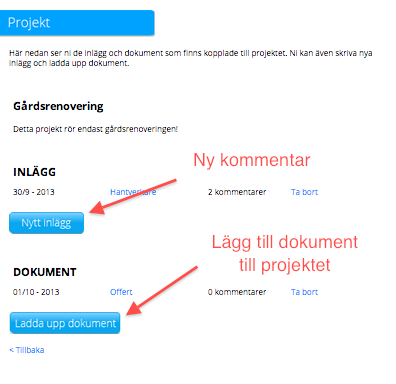 Projekt
Här nedan ser ni de inlägg och dokument som finns kopplade till projektet. Ni kan även skriva nya
inlägg och ladda upp dokument.
Gårdsrenovering
Detta projekt rör endast gårdsrenoveringen!
Ny kommentar
INLÄGG
30/9 - 2013 Hantverkare 2 kommentarer Ta bort
Nytt inlägg
Lägg till dokument
till projektet
DOKUMENT
01/10 - 2013 Offert 0 kommentarer Ta bort
Ladda upp dokument
< Tillbaka